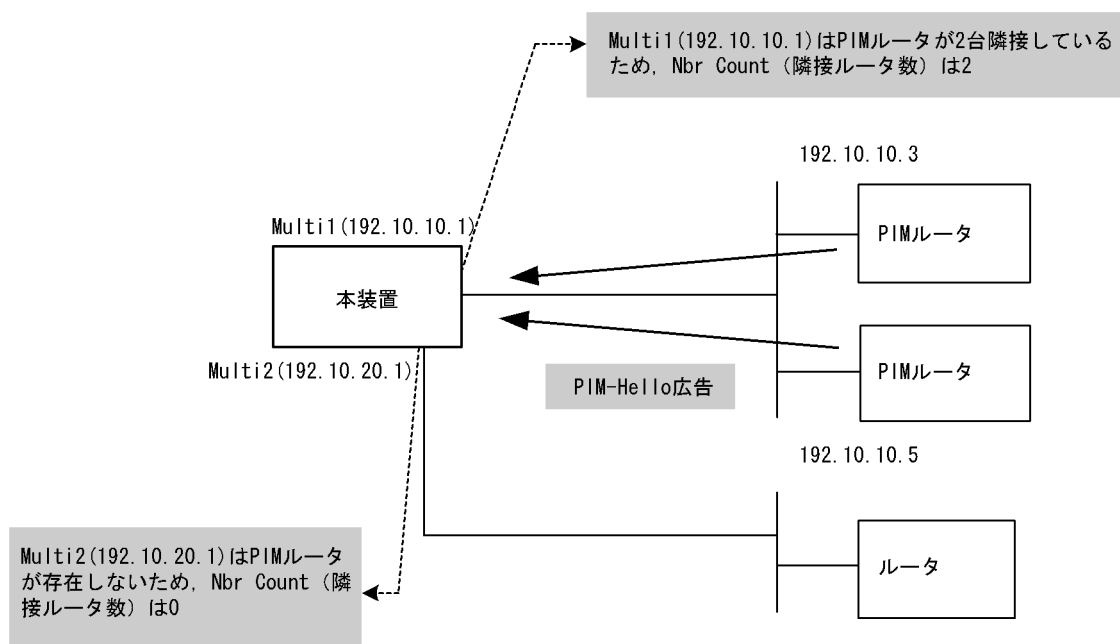 Multi1(192.10.10.1)はPIMルータが2台隣接している
ため, Nbr Count（隣接ルータ数）は2
192.10.10.3
Multi1(192.10.10.1)
PIMルータ
本装置
PIMルータ
Multi2(192.10.20.1)
PIM-Hello広告
192.10.10.5
Multi2(192.10.20.1)はPIMルータ
が存在しないため, Nbr Count（隣
接ルータ数）は0
ルータ